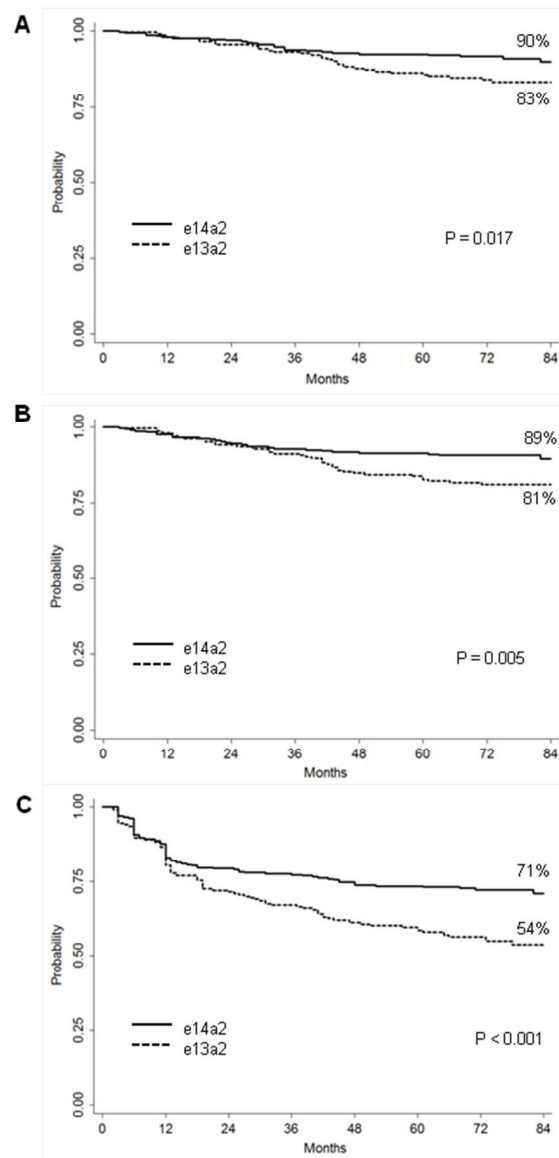 A
1.00
0.75
0.50
0.25
0.00
Probability
90%
83%
e14a2
e13a2
P = 0.017
0 12 24 36 48 60 72 84
Months
B
1.00
0.75
0.50
0.25
0.00
Probability
89%
81%
e14a2
e13a2
P = 0.005
0 12 24 36 48 60 72 84
Months
C
1.00
0.75
0.50
0.25
0.00
Probability
71%
54%
e14a2
e13a2
P < 0.001
0 12 24 36 48 60 72 84
Months